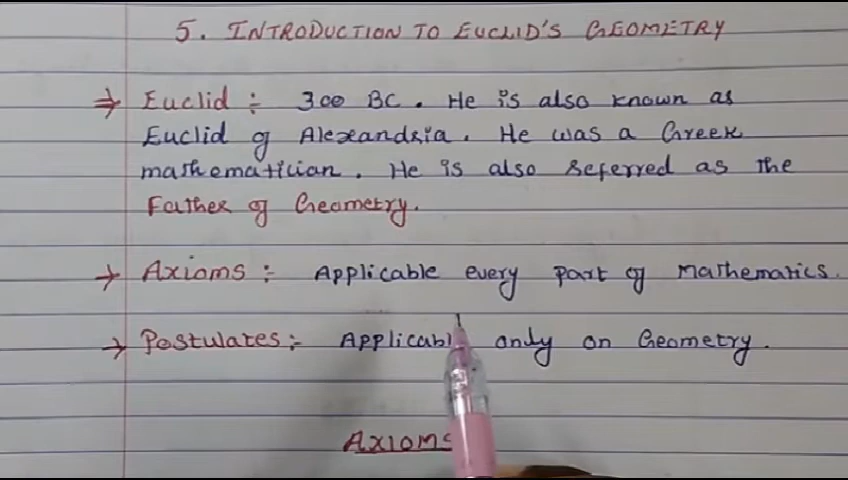 5. INTRODUCTION TO EUCLID'S GEOMETRY
⇒ Euclid :- 300 BC. He is also known as
Euclid of Alexandria. He was a Greek
mathematician. He is also referred as the
Father of Geometry.
→ Axioms :- Applicable every part of Mathematics.
→ Postulates :- Applicabl only on Geometry.
AXIOMS